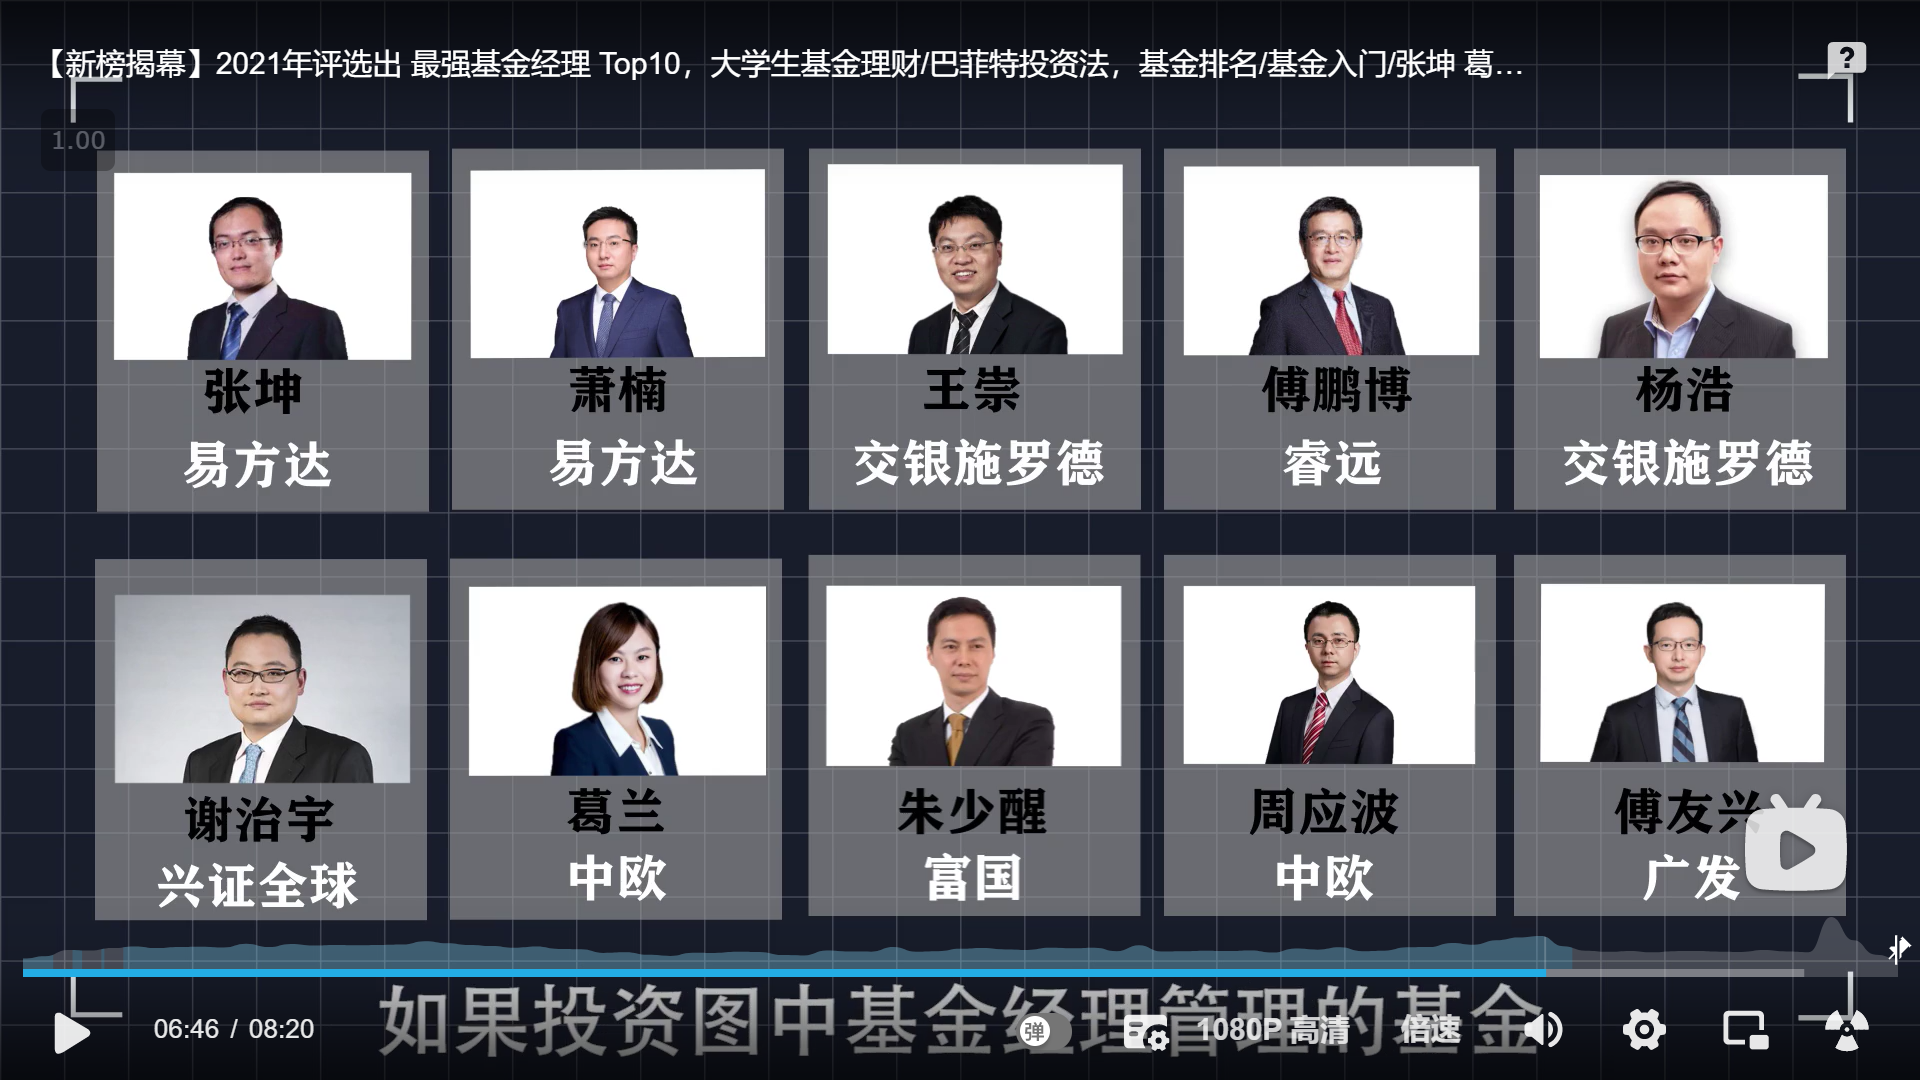 【新榜揭幕】2021年评选出 最强基金经理 Top10，大学生基金理财/巴菲特投资法，基金排名/基金入门/张坤 葛…
1.00
张坤
易方达
萧楠
易方达
王崇
交银施罗德
傅鹏博
睿远
杨浩
交银施罗德
谢治宇
兴证全球
葛兰
中欧
朱少醒
富国
周应波
中欧
傅友兴
广发
如果投资图中基金经理管理的基金
06:46 / 08:20
弹
1080P 高清
倍速